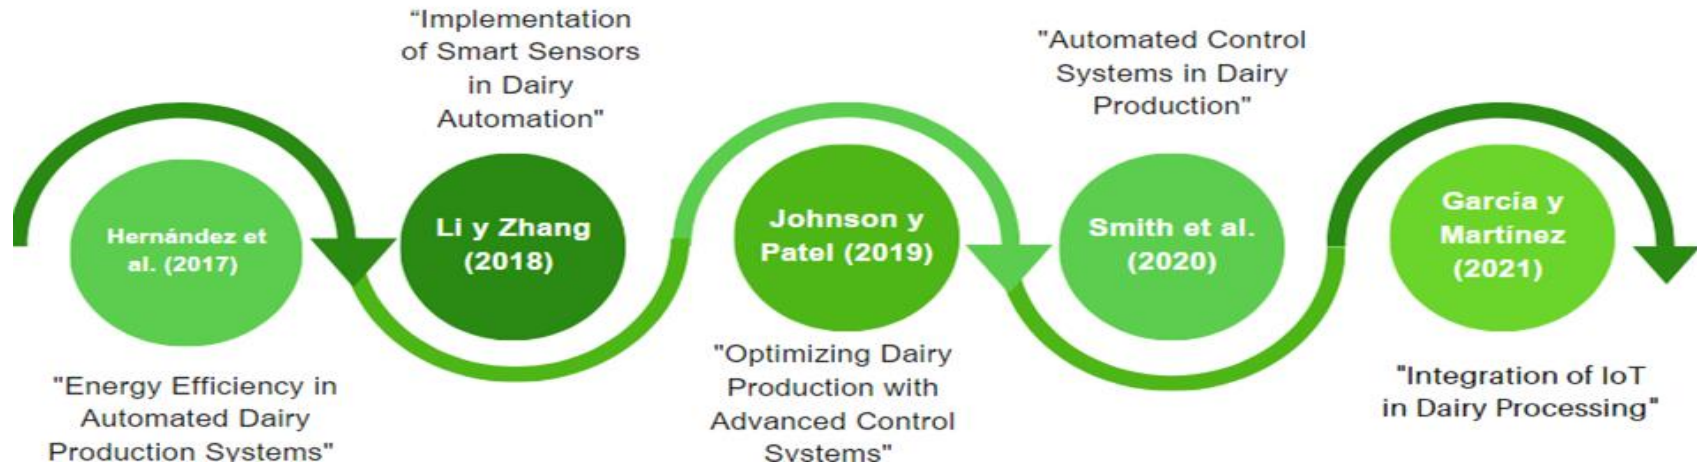 "Energy Efficiency in
Automated Dairy
Production Systems"
Hernández et
al. (2017)
“Implementation
of Smart Sensors
in Dairy
Automation"
Li y Zhang
(2018)
Johnson y
Patel (2019)
"Optimizing Dairy
Production with
Advanced Control
Systems"
"Automated Control
Systems in Dairy
Production"
Smith et al.
(2020)
García y
Martínez
(2021)
"Integration of IoT
in Dairy Processing"